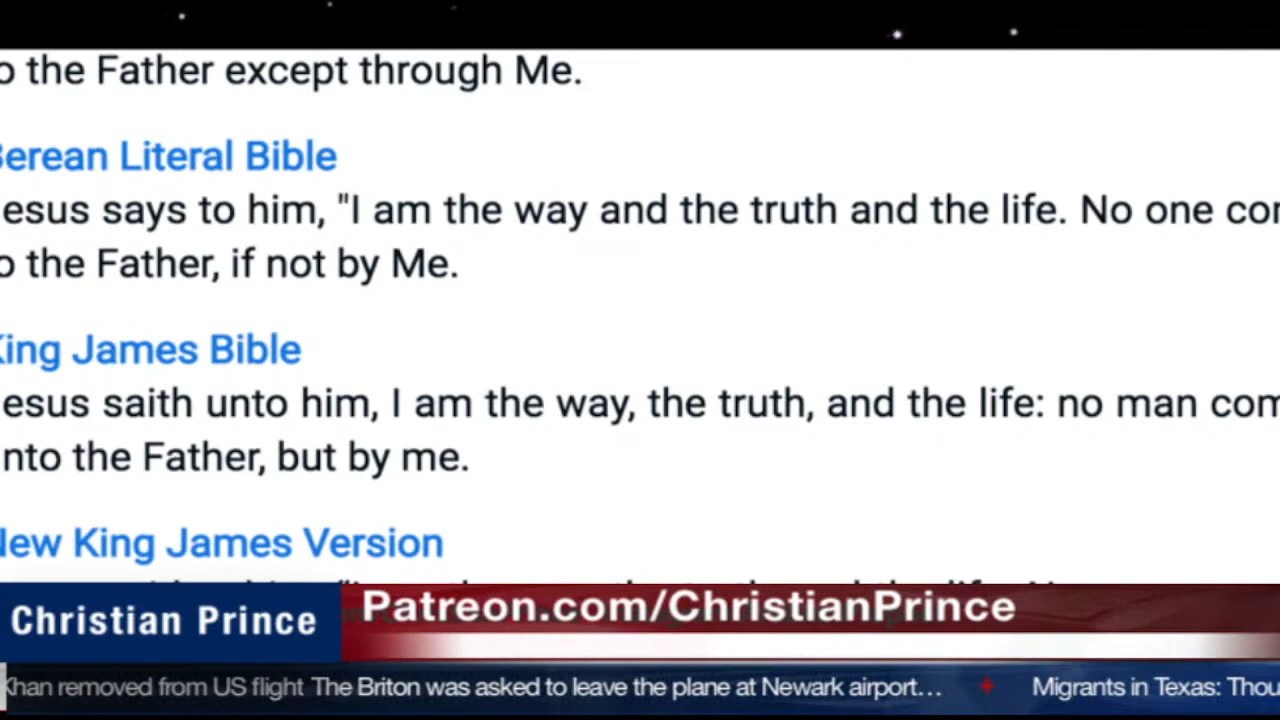 o the Father except through Me.
Berean Literal Bible
esus says to him, "I am the way and the truth and the life. No one co
o the Father, if not by Me.
King James Bible
esus saith unto him, I am the way, the truth, and the life: no man com
nto the Father, but by me.
New King James Version
Christian Prince
Patreon.com/ChristianPrince
Khan removed from US flight The Briton was asked to leave the plane at Newark airport... Migrants in Texas: Thou